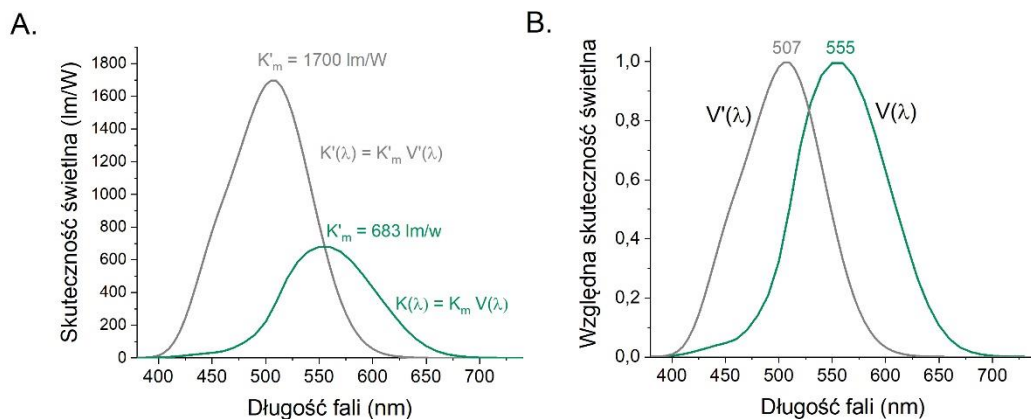 A.
Skuteczność świetlna (lm/W)
1800
1600
1400
1200
1000
800
600
400
200
0
K'm = 1700 lm/W
K'(λ) = K'm V'(λ)
K'm = 683 lm/w
K(λ) = Km V(λ)
400 450 500 550 600 650 700
Długość fali (nm)
B.
Względna skuteczność świetlna
1,0
0,8
0,6
0,4
0,2
0,0
507 555
V'(λ)
V(λ)
400 450 500 550 600 650 700
Długość fali (nm)